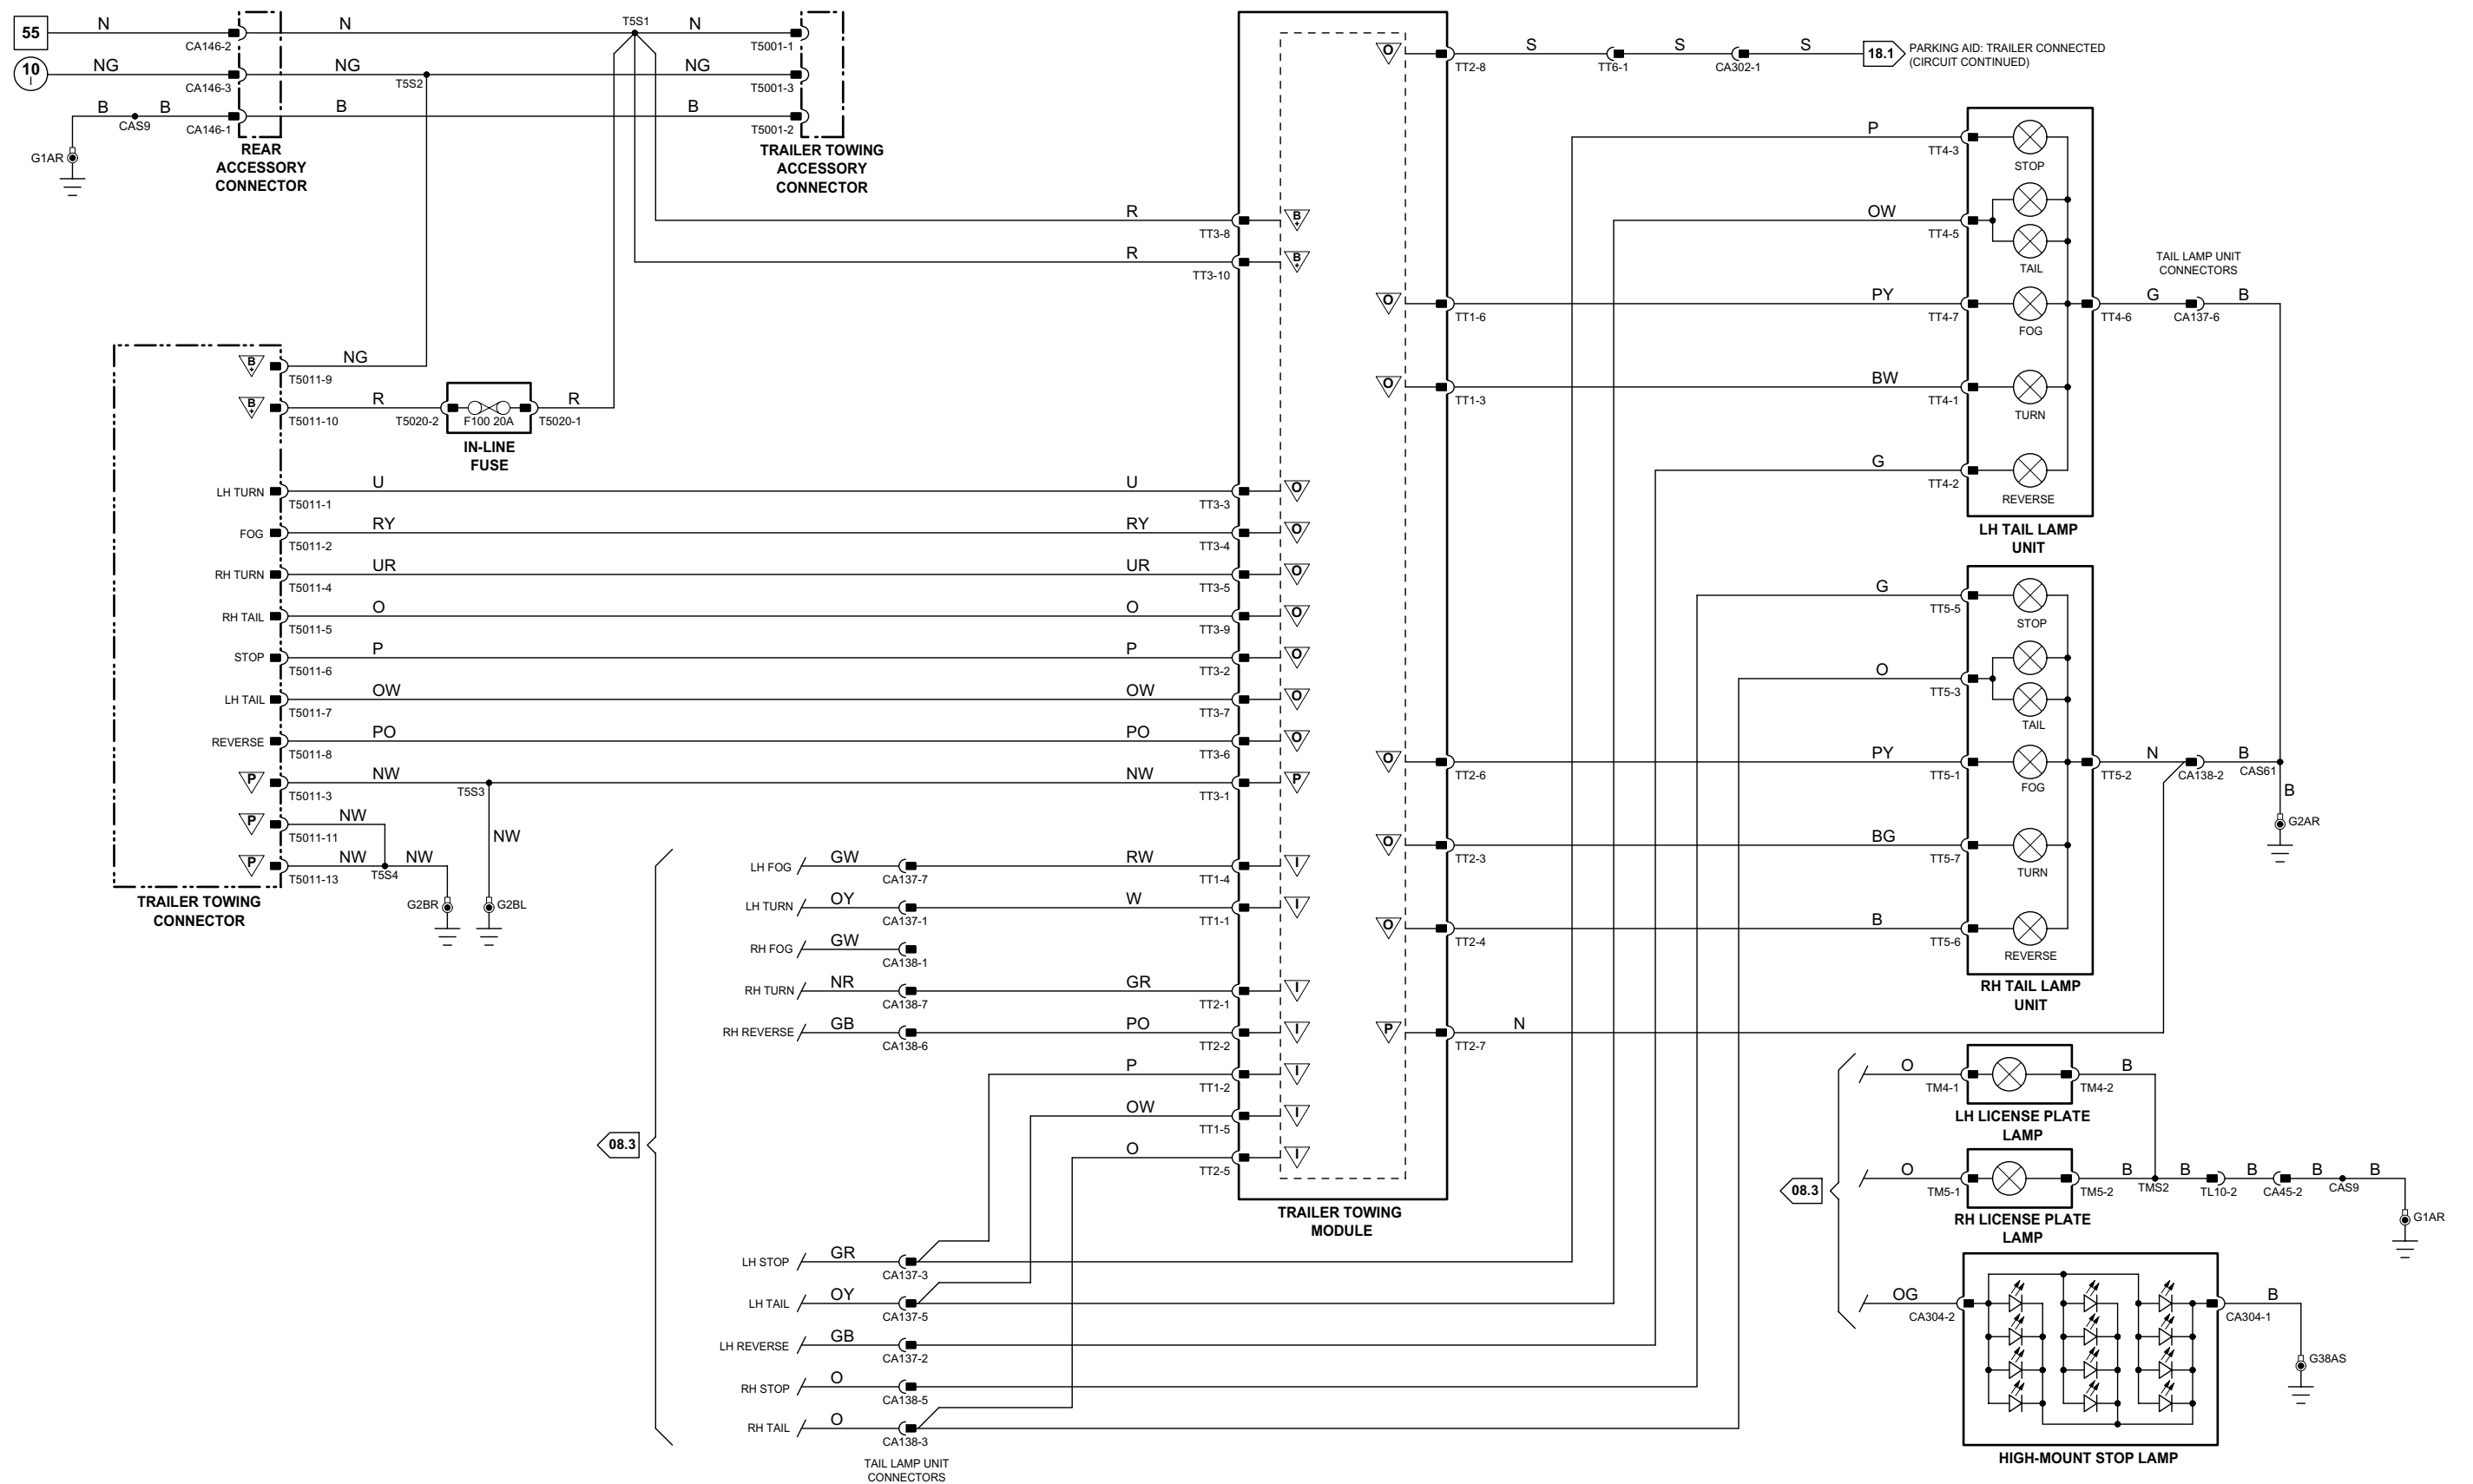 55
N
CA146-2
N
T5S1
N
T5001-1
10
I
NG
CA146-3
NG
T5S2
NG
T5001-3
B
CAS9
B
CA146-1
B
B
T5001-2
G1AR
REAR
ACCESSORY
CONNECTOR
TRAILER TOWING
ACCESSORY
CONNECTOR
R
TT3-8
B
+
R
TT3-10
B
+
B
+
NG
T5011-9
B
+
R
T5011-10
T5020-2
F100 20A
R
T5020-1
IN-LINE
FUSE
LH TURN
U
T5011-1
U
TT3-3
O
FOG
RY
T5011-2
RY
TT3-4
O
RH TURN
UR
T5011-4
UR
TT3-5
O
RH TAIL
O
T5011-5
O
TT3-9
O
STOP
P
T5011-6
P
TT3-2
O
LH TAIL
OW
T5011-7
OW
TT3-7
O
REVERSE
PO
T5011-8
PO
TT3-6
O
P
NW
T5011-3
T5S3
NW
TT3-1
P
P
NW
T5011-11
NW
P
NW
T5011-13
T5S4
NW
G2BR
G2BL
TRAILER TOWING
CONNECTOR
08.3
LH FOG
GW
CA137-7
RW
TT1-4
I
LH TURN
OY
CA137-1
W
TT1-1
I
RH FOG
GW
CA138-1
RH TURN
NR
CA138-7
GR
TT2-1
I
RH REVERSE
GB
CA138-6
PO
TT2-2
I
P
TT1-2
I
OW
TT1-5
I
O
TT2-5
I
TRAILER TOWING
MODULE
LH STOP
GR
CA137-3
LH TAIL
OY
CA137-5
LH REVERSE
GB
CA137-2
RH STOP
O
CA138-5
RH TAIL
O
CA138-3
TAIL LAMP UNIT
CONNECTORS
O
TT2-8
S
TT6-1
S
CA302-1
S
18.1
PARKING AID: TRAILER CONNECTED
(CIRCUIT CONTINUED)
P
TT4-3
STOP
OW
TT4-5
TAIL
O
TT1-6
PY
TT4-7
FOG
TT4-6
G
TAIL LAMP UNIT
CONNECTORS
CA137-6
B
O
TT1-3
BW
TT4-1
TURN
G
TT4-2
REVERSE
LH TAIL LAMP
UNIT
G
TT5-5
STOP
O
TT5-3
TAIL
O
TT2-6
PY
TT5-1
FOG
TT5-2
N
CA138-2
B
CAS61
B
G2AR
O
TT2-3
BG
TT5-7
TURN
O
TT2-4
B
TT5-6
REVERSE
RH TAIL LAMP
UNIT
P
TT2-7
N
08.3
O
TM4-1
TM4-2
B
LH LICENSE PLATE
LAMP
O
TM5-1
TM5-2
B
TMS2
B
TL10-2
B
CA45-2
B
CAS9
B
G1AR
RH LICENSE PLATE
LAMP
OG
CA304-2
CA304-1
B
G38AS
HIGH-MOUNT STOP LAMP